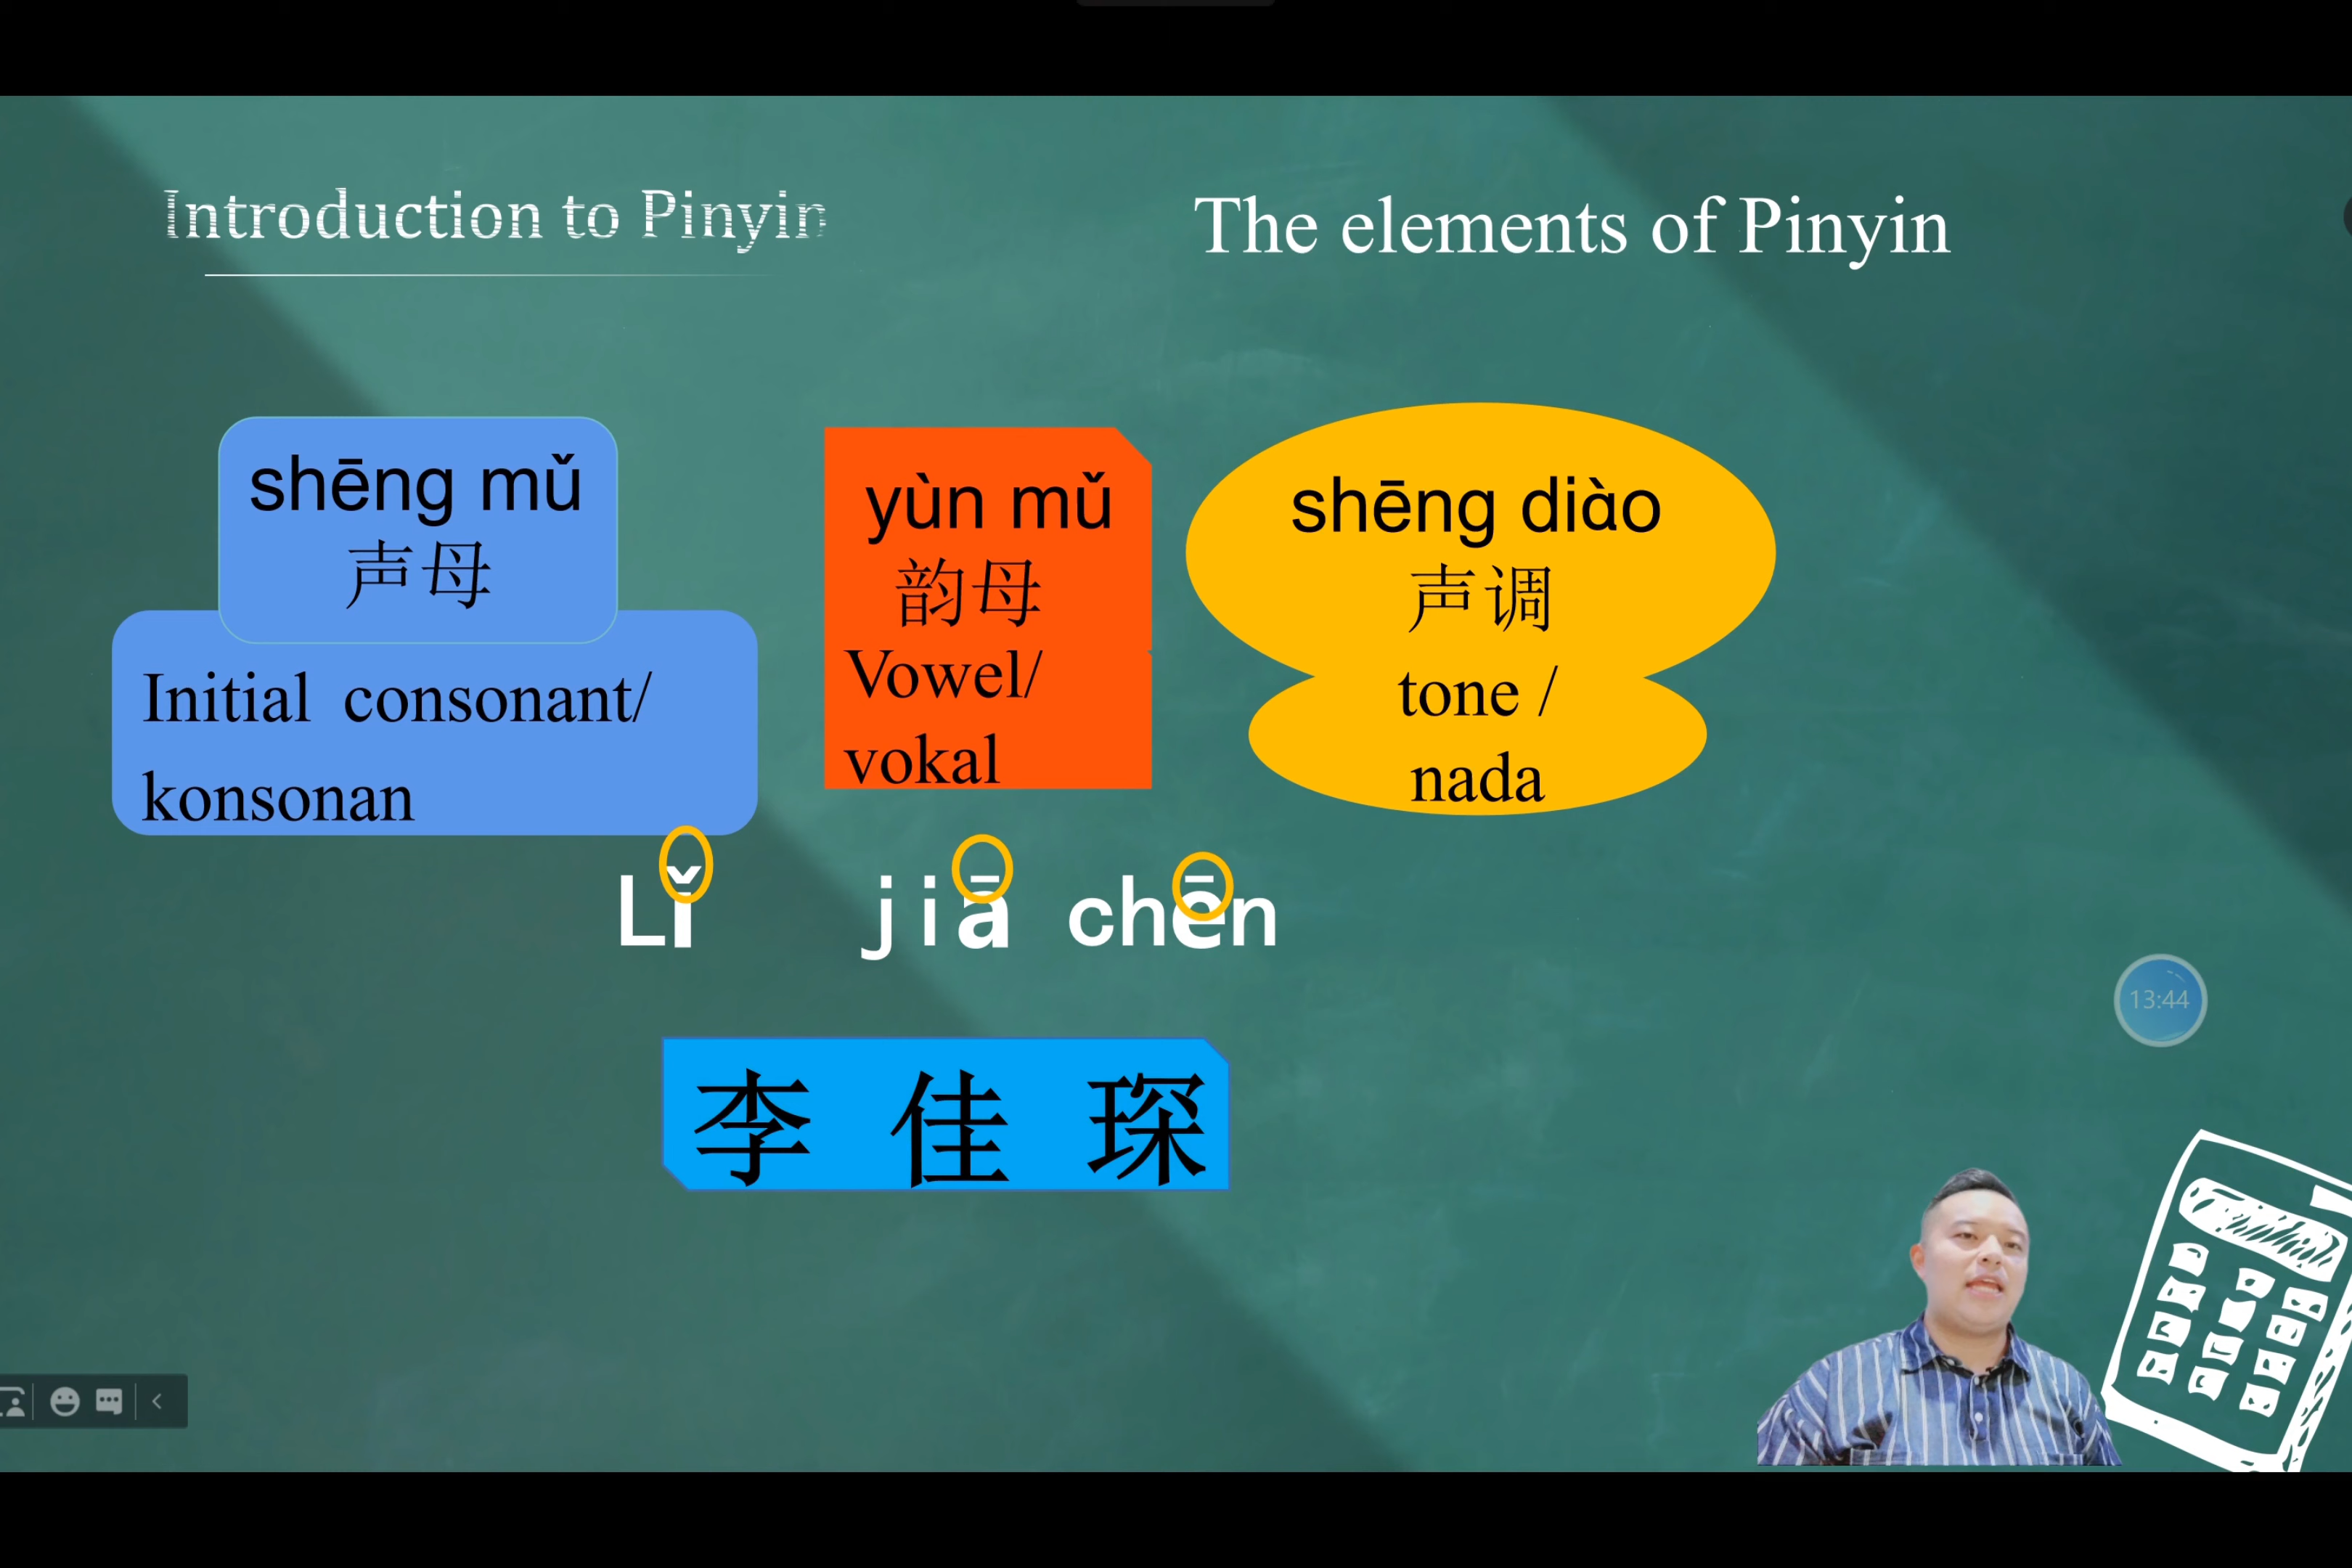 Introduction to Pinyin
The elements of Pinyin
shēng mǔ
声母
Initial consonant/
konsonan
yùn mǔ
韵母
Vowel/
vokal
shēng diào
声调
tone /
nada
Lǐ jiā chēn
李 佳 琛
13:44